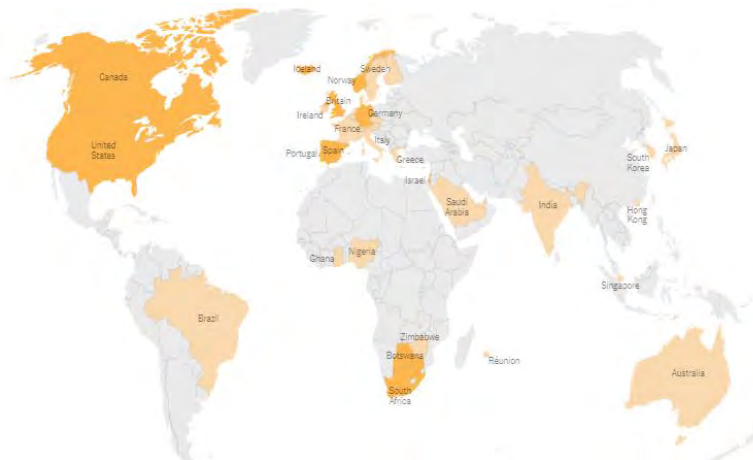 Canada
United
States
Iceland
Norway
Sweden
Britain
Ireland
Germany
France
Italy
Portugal
Spain
Greece
Israel
Saudi
Arabia
India
South
Korea
Japan
Hong
Kong
Singapore
Ghana
Nigeria
Brazil
Zimbabwe
Botswana
Réunion
South
Africa
Australia